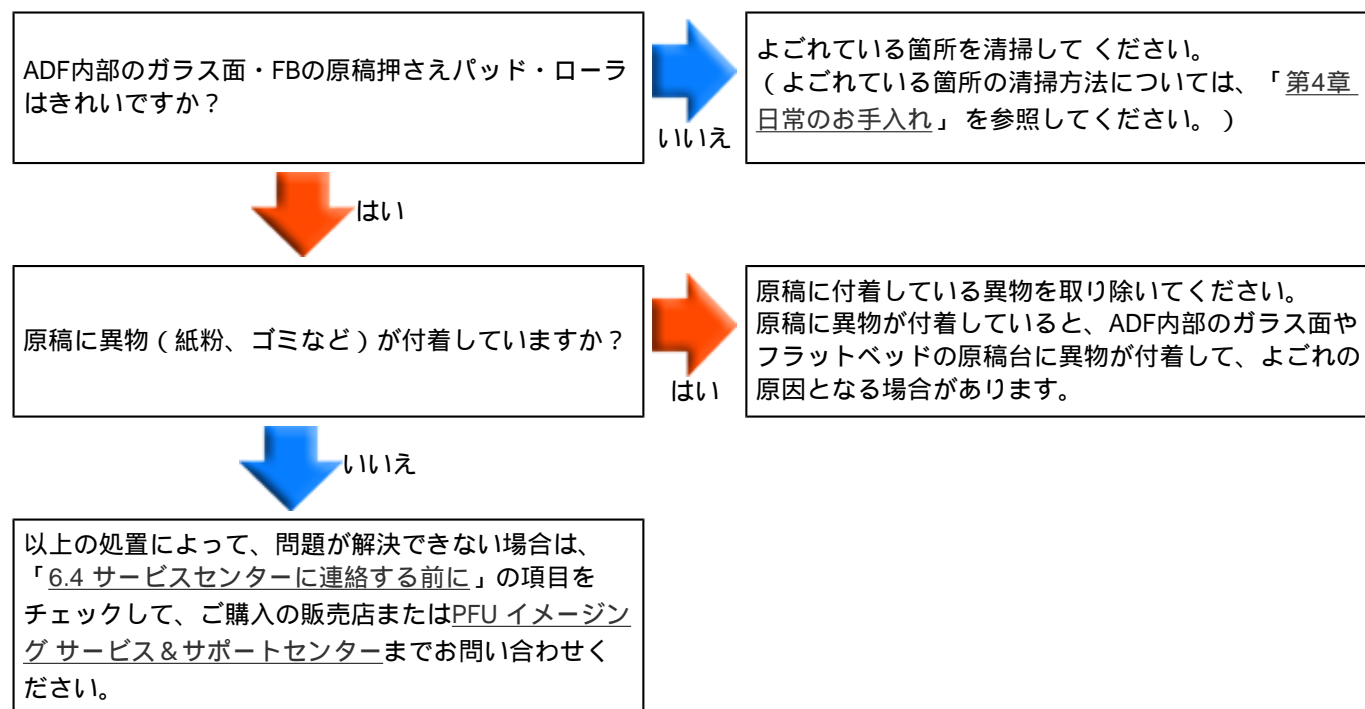 ADF内部のガラス面・FBの原稿押さえパッド・ローラ
はきれいですか？
いいえ
よごれている箇所を清掃して ください。
（よごれている箇所の清掃方法については、「第4章
日常のお手入れ」 を参照してください。）
はい
原稿に異物（紙粉、ゴミなど）が付着していますか？
はい
原稿に付着している異物を取り除いてください。
原稿に異物が付着していると、ADF内部のガラス面や
フラットベッドの原稿台に異物が付着して、よごれの
原因となる場合があります。
いいえ
以上の処置によって、問題が解決できない場合は、
「6.4 サービスセンターに連絡する前に」の項目を
チェックして、ご購入の販売店またはPFU イメージン
グ サービス＆サポートセンターまでお問い合わせく
ださい。